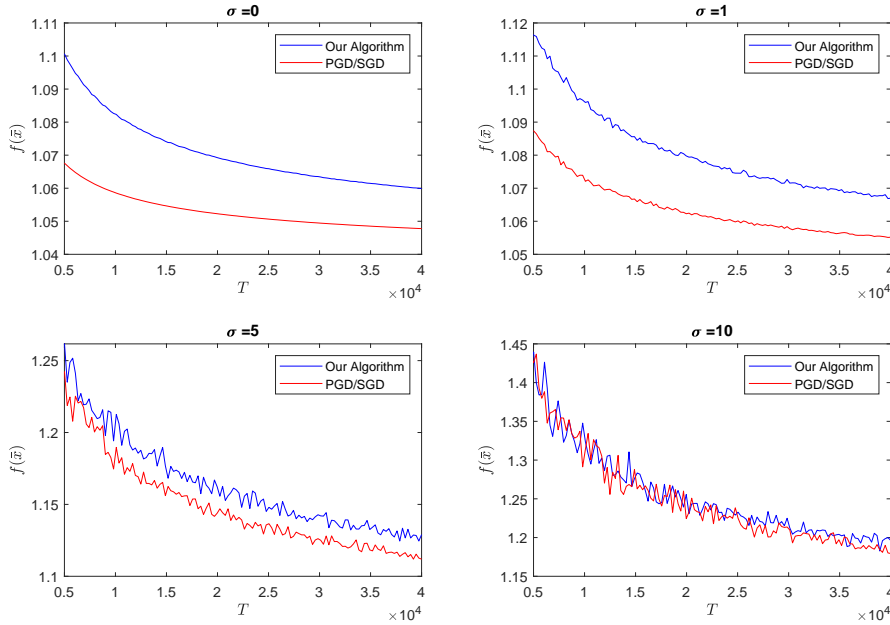 σ =0
1.11
1.1
1.09
1.08
1.07
1.06
1.05
1.04
f(x̄)
Our Algorithm
PGD/SGD
0.5 1 1.5 2 2.5 3 3.5 4
T
×10⁴
σ =1
1.12
1.11
1.1
1.09
1.08
1.07
1.06
1.05
f(x̄)
Our Algorithm
PGD/SGD
0.5 1 1.5 2 2.5 3 3.5 4
T
×10⁴
σ =5
1.25
1.2
1.15
1.1
f(x̄)
Our Algorithm
PGD/SGD
0.5 1 1.5 2 2.5 3 3.5 4
T
×10⁴
σ =10
1.45
1.4
1.35
1.3
1.25
1.2
1.15
f(x̄)
Our Algorithm
PGD/SGD
0.5 1 1.5 2 2.5 3 3.5 4
T
×10⁴